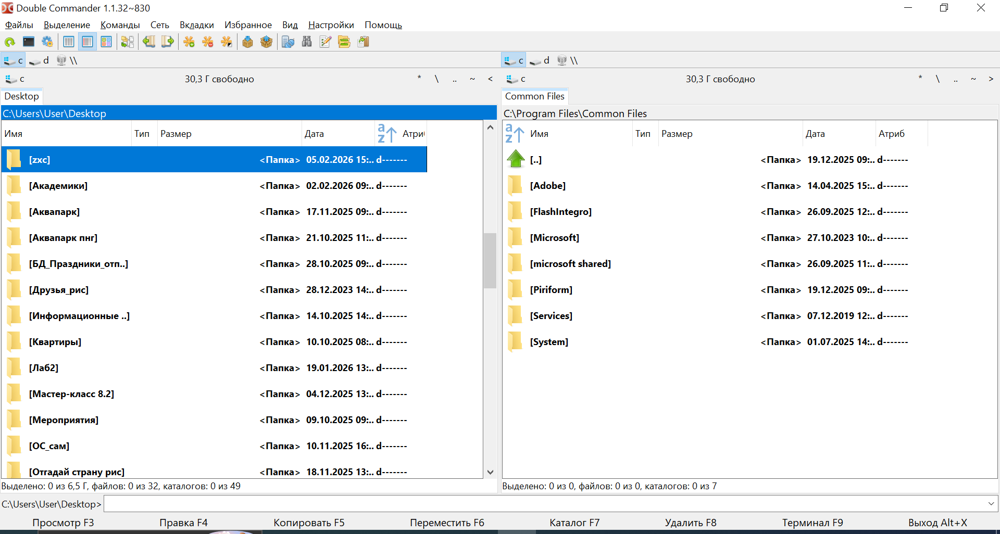 Double Commander 1.1.32~830
Файлы Выделение Команды Сеть Вкладки Избранное Вид Настройки Помощь
c d \\ c d \\
c 30,3 Г свободно * \ .. ~ < c 30,3 Г свободно * \ .. ~ >
Desktop Common Files
C:\Users\User\Desktop C:\Program Files\Common Files
Имя Тип Размер Дата Атри Имя Тип Размер Дата Атриб
[zxc] <Папка> 05.02.2026 15:.. d------- [..] <Папка> 19.12.2025 09:.. d-------
[Академики] <Папка> 02.02.2026 09:.. d------- [Adobe] <Папка> 14.04.2025 15:.. d-------
[Аквапарк] <Папка> 17.11.2025 09:.. d------- [FlashIntegro] <Папка> 26.09.2025 12:.. d-------
[Аквапарк пнг] <Папка> 21.10.2025 11:.. d------- [Microsoft] <Папка> 27.10.2023 10:.. d-------
[БД_Праздники_отп..] <Папка> 28.10.2025 09:.. d------- [microsoft shared] <Папка> 26.09.2025 11:.. d-------
[Друзья_рис] <Папка> 28.12.2023 14:.. d------- [Piriform] <Папка> 19.12.2025 09:.. d-------
[Информационные ..] <Папка> 14.10.2025 14:.. d------- [Services] <Папка> 07.12.2019 12:.. d-------
[Квартиры] <Папка> 10.10.2025 08:.. d------- [System] <Папка> 01.07.2025 14:.. d-------
[Лаб2] <Папка> 19.01.2026 13:.. d-------
[Мастер-класс 8.2] <Папка> 04.12.2025 13:.. d-------
[Мероприятия] <Папка> 09.10.2025 09:.. d-------
[ОС_сам] <Папка> 10.11.2025 16:.. d-------
[Отгадай страну рис] <Папка> 18.11.2025 13:.. d-------
Выделено: 0 из 6,5 Г, файлов: 0 из 32, каталогов: 0 из 49 Выделено: 0 из 0, файлов: 0 из 0, каталогов: 0 из 7
C:\Users\User\Desktop>
Просмотр F3 Правка F4 Копировать F5 Переместить F6 Каталог F7 Удалить F8 Терминал F9 Выход Alt+X